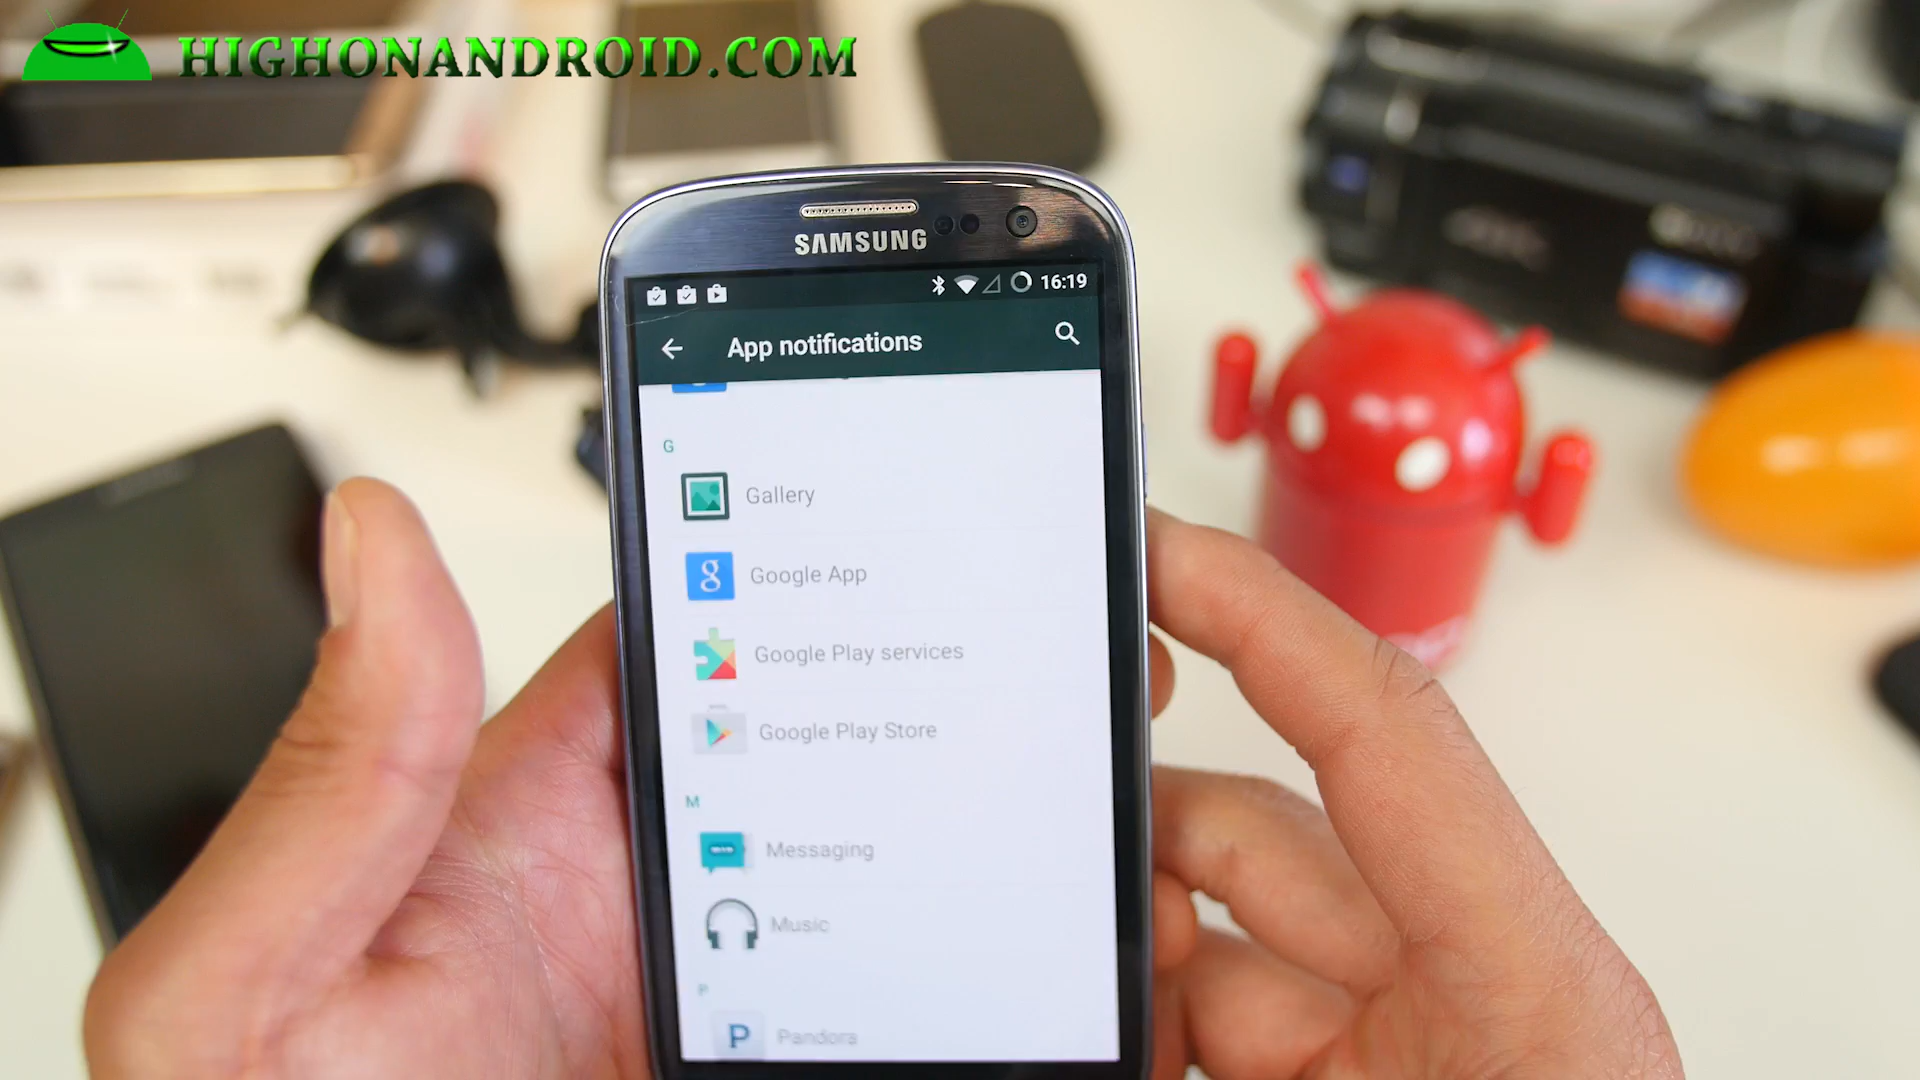 HIGHONANDROID.COM
SAMSUNG
16:19
App notifications
G
Gallery
g
Google App
Google Play services
Google Play Store
M
Messaging
Music
P
P
Pandora